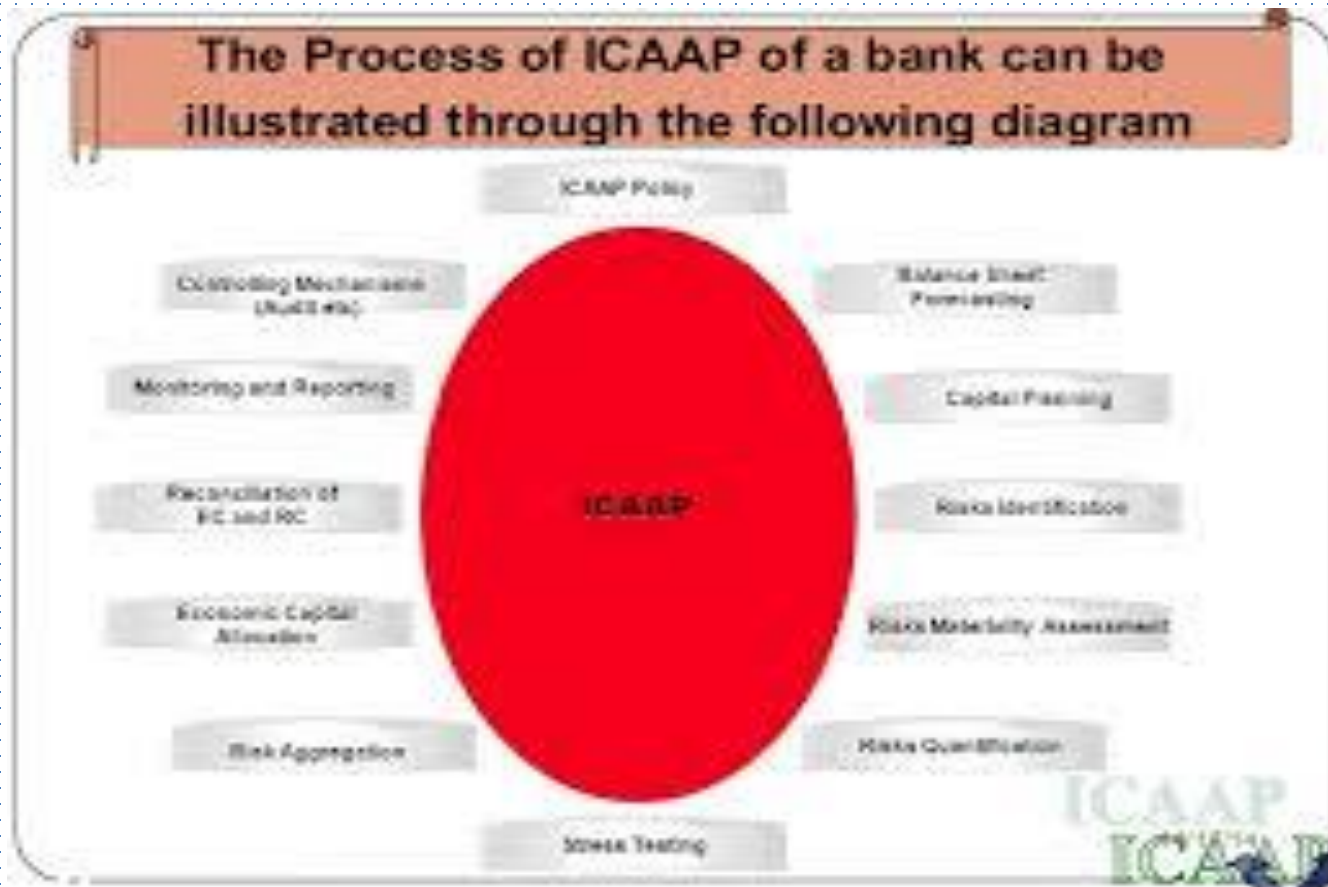 The Process of ICAAP of a bank can be
illustrated through the following diagram
ICAAP Policy
Balance Sheet
Forecasting
Capital Planning
Risks Identification
Risks Materiality Assessment
Risks Quantification
Stress Testing
Risk Aggregation
Economic Capital
Allocation
Reconciliation of
EC and RC
Monitoring and Reporting
Controlling Mechanisms
(Audit etc)
ICAAP
ICAAP
ICAAP